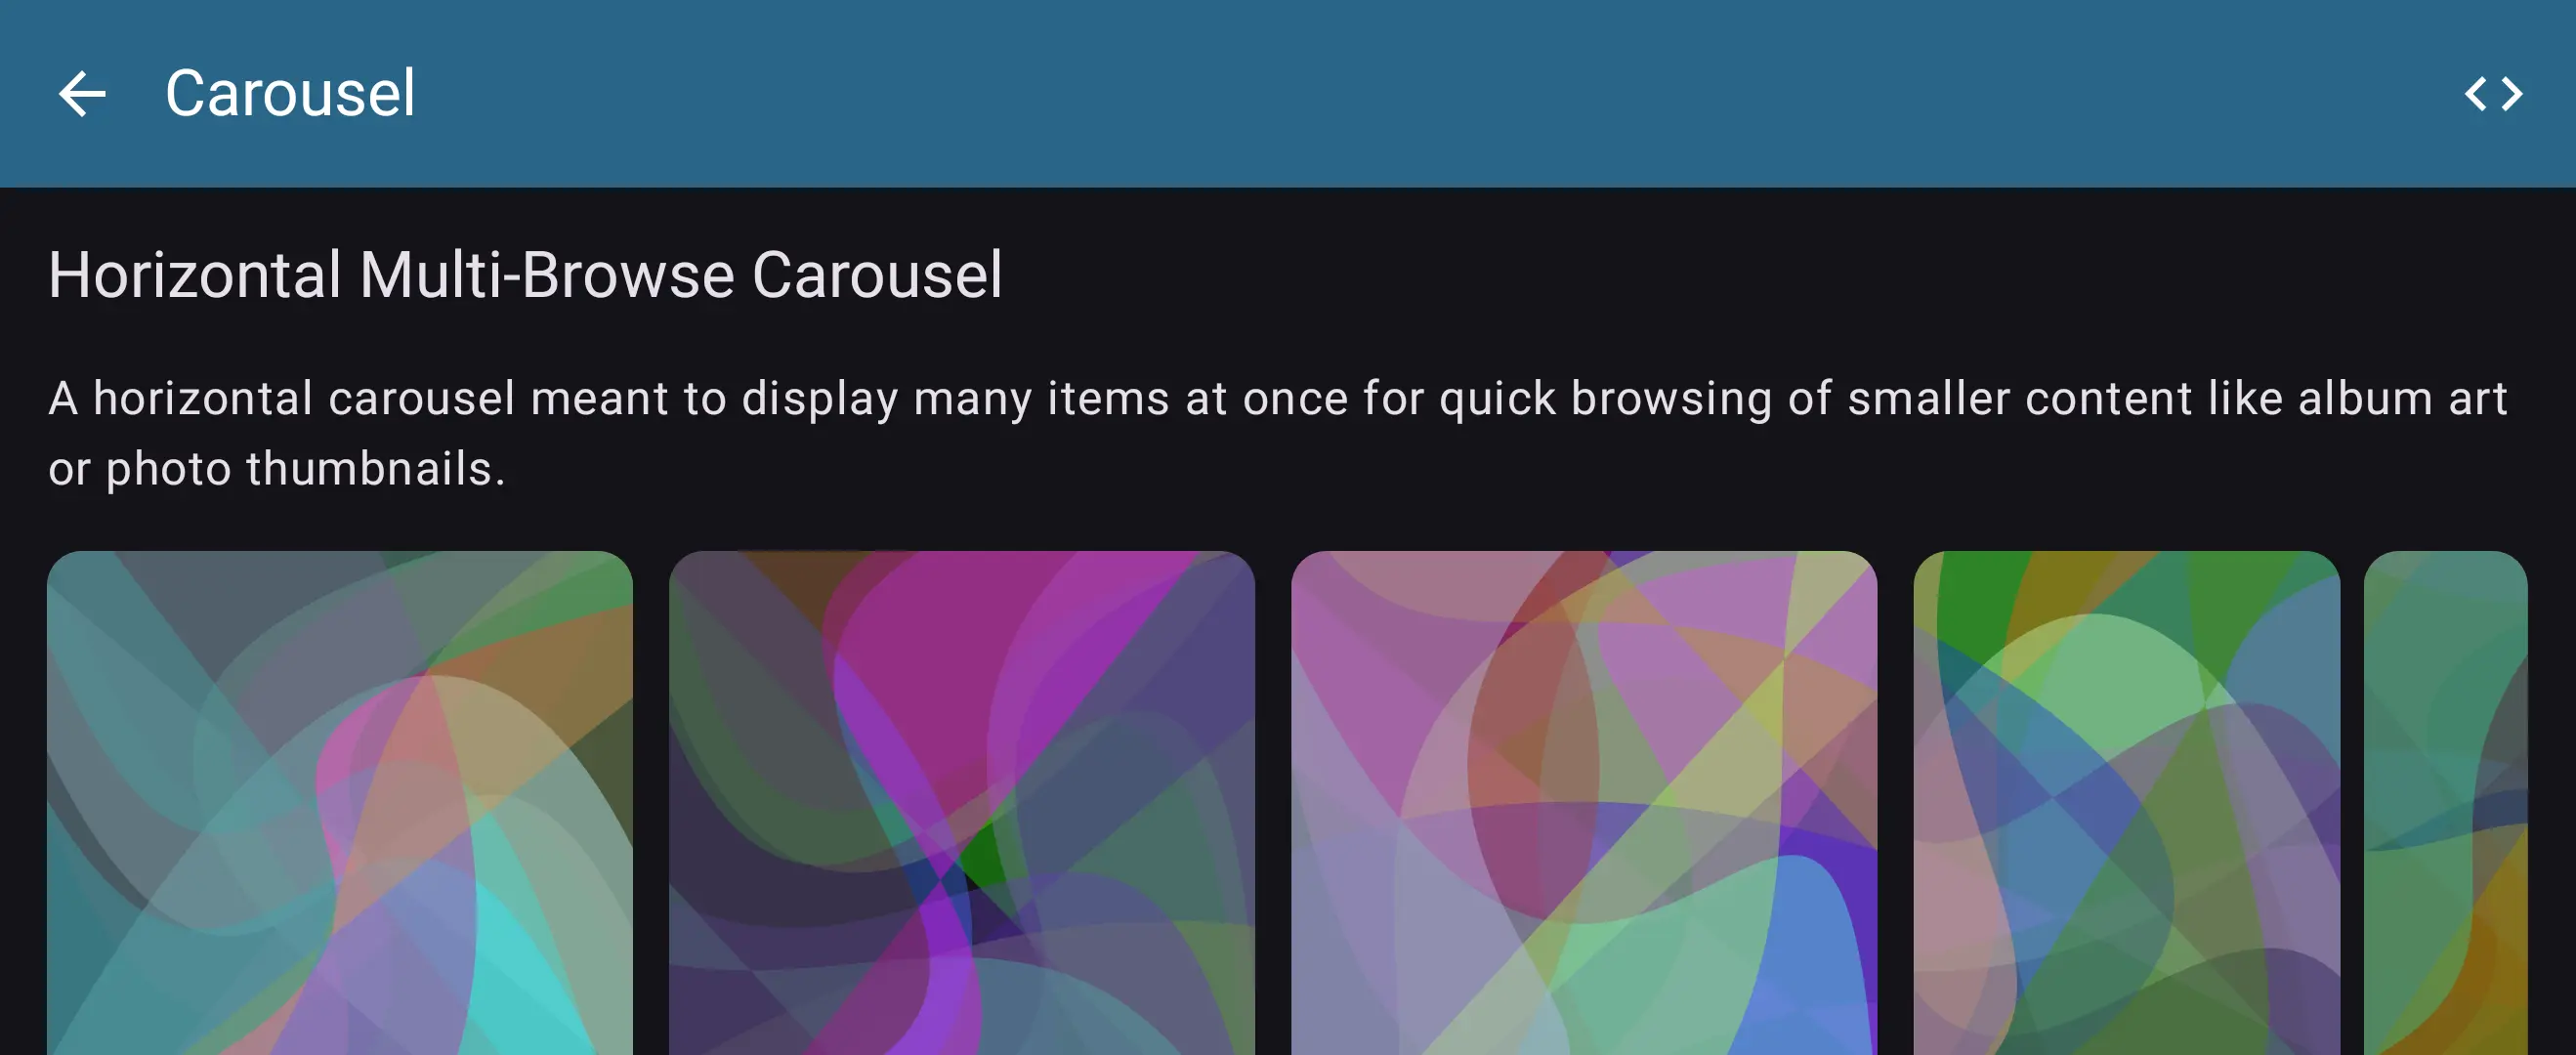 Carousel
Horizontal Multi-Browse Carousel
A horizontal carousel meant to display many items at once for quick browsing of smaller content like album art
or photo thumbnails.